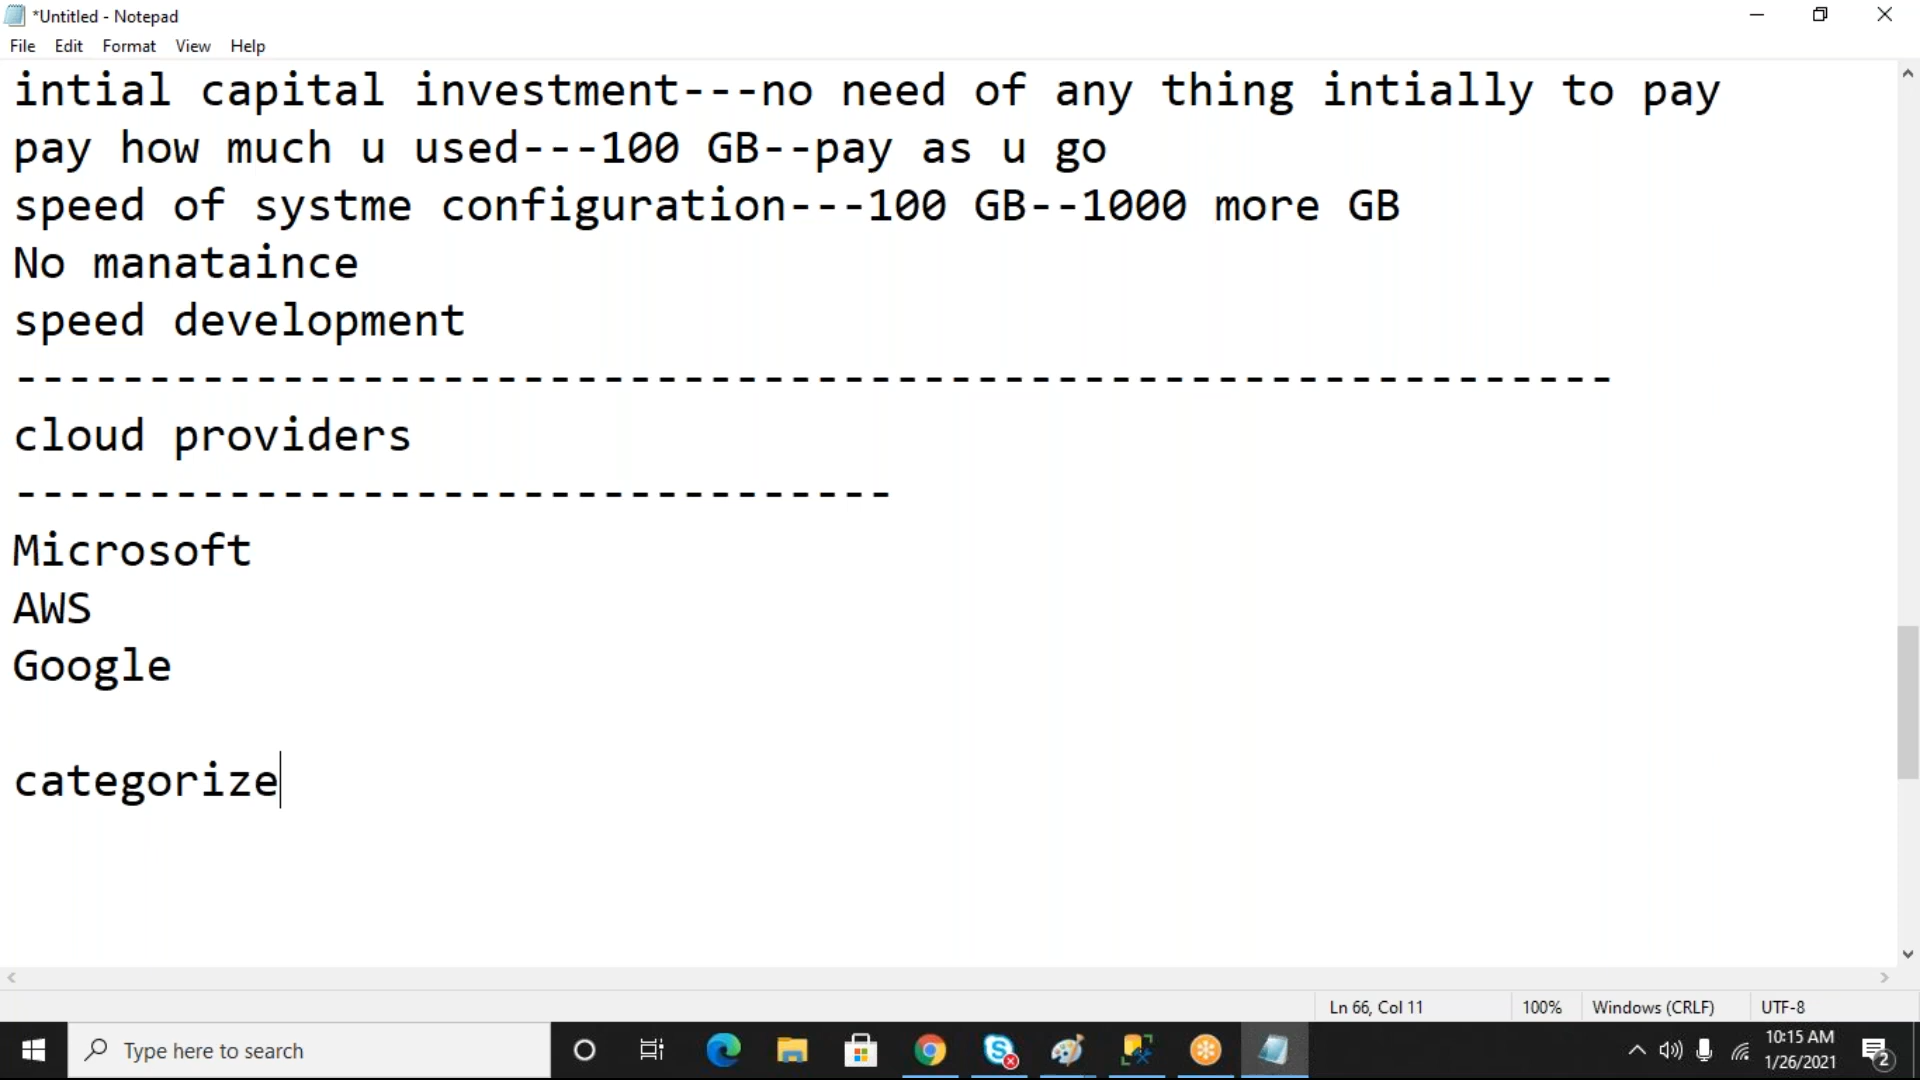 *Untitled - Notepad
File Edit Format View Help
intial capital investment---no need of any thing intially to pay
pay how much u used---100 GB--pay as u go
speed of systme configuration---100 GB--1000 more GB
No manataince
speed development
------------------------------------------------------------
cloud providers
---------------------------------
Microsoft
AWS
Google
categorize
Ln 66, Col 11 100% Windows (CRLF) UTF-8
Type here to search
10:15 AM
1/26/2021
2